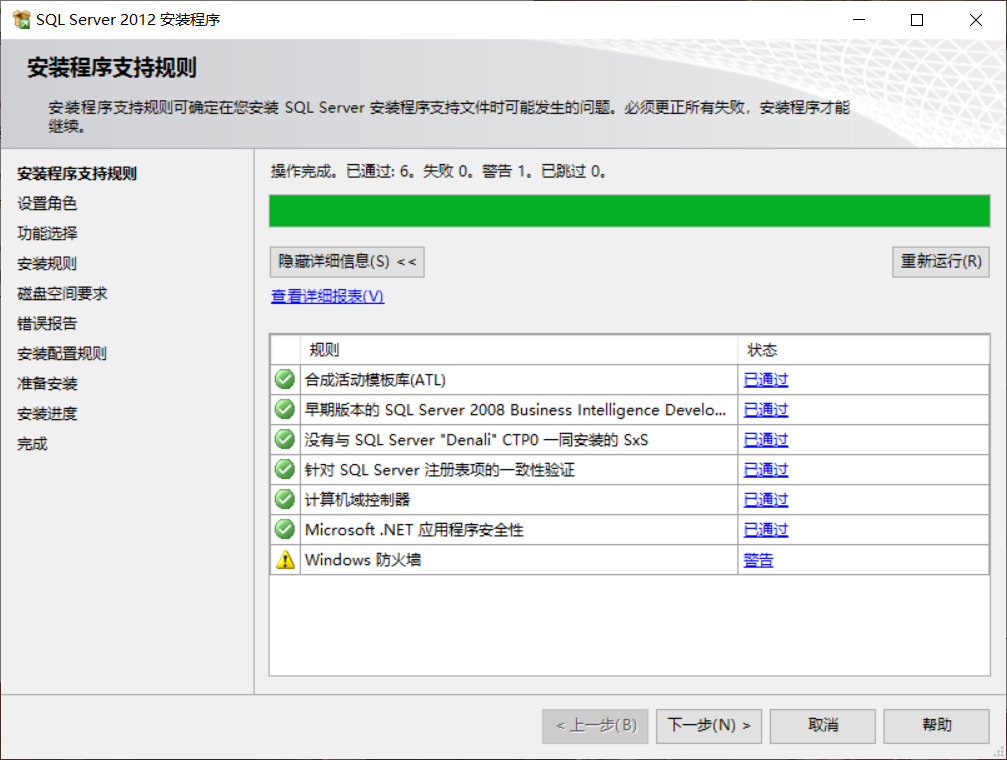 SQL Server 2012 安装程序
安装程序支持规则
安装程序支持规则可确定在您安装 SQL Server 安装程序支持文件时可能发生的问题。必须更正所有失败，安装程序才能
继续。
安装程序支持规则
设置角色
功能选择
安装规则
磁盘空间要求
错误报告
安装配置规则
准备安装
安装进度
完成
操作完成。已通过: 6。失败 0。警告 1。已跳过 0。
隐藏详细信息(S) <<
重新运行(R)
查看详细报表(V)
规则 状态
合成活动模板库(ATL) 已通过
早期版本的 SQL Server 2008 Business Intelligence Develo... 已通过
没有与 SQL Server "Denali" CTP0 一同安装的 SxS 已通过
针对 SQL Server 注册表项的一致性验证 已通过
计算机域控制器 已通过
Microsoft .NET 应用程序安全性 已通过
Windows 防火墙 警告
< 上一步(B) 下一步(N) > 取消 帮助